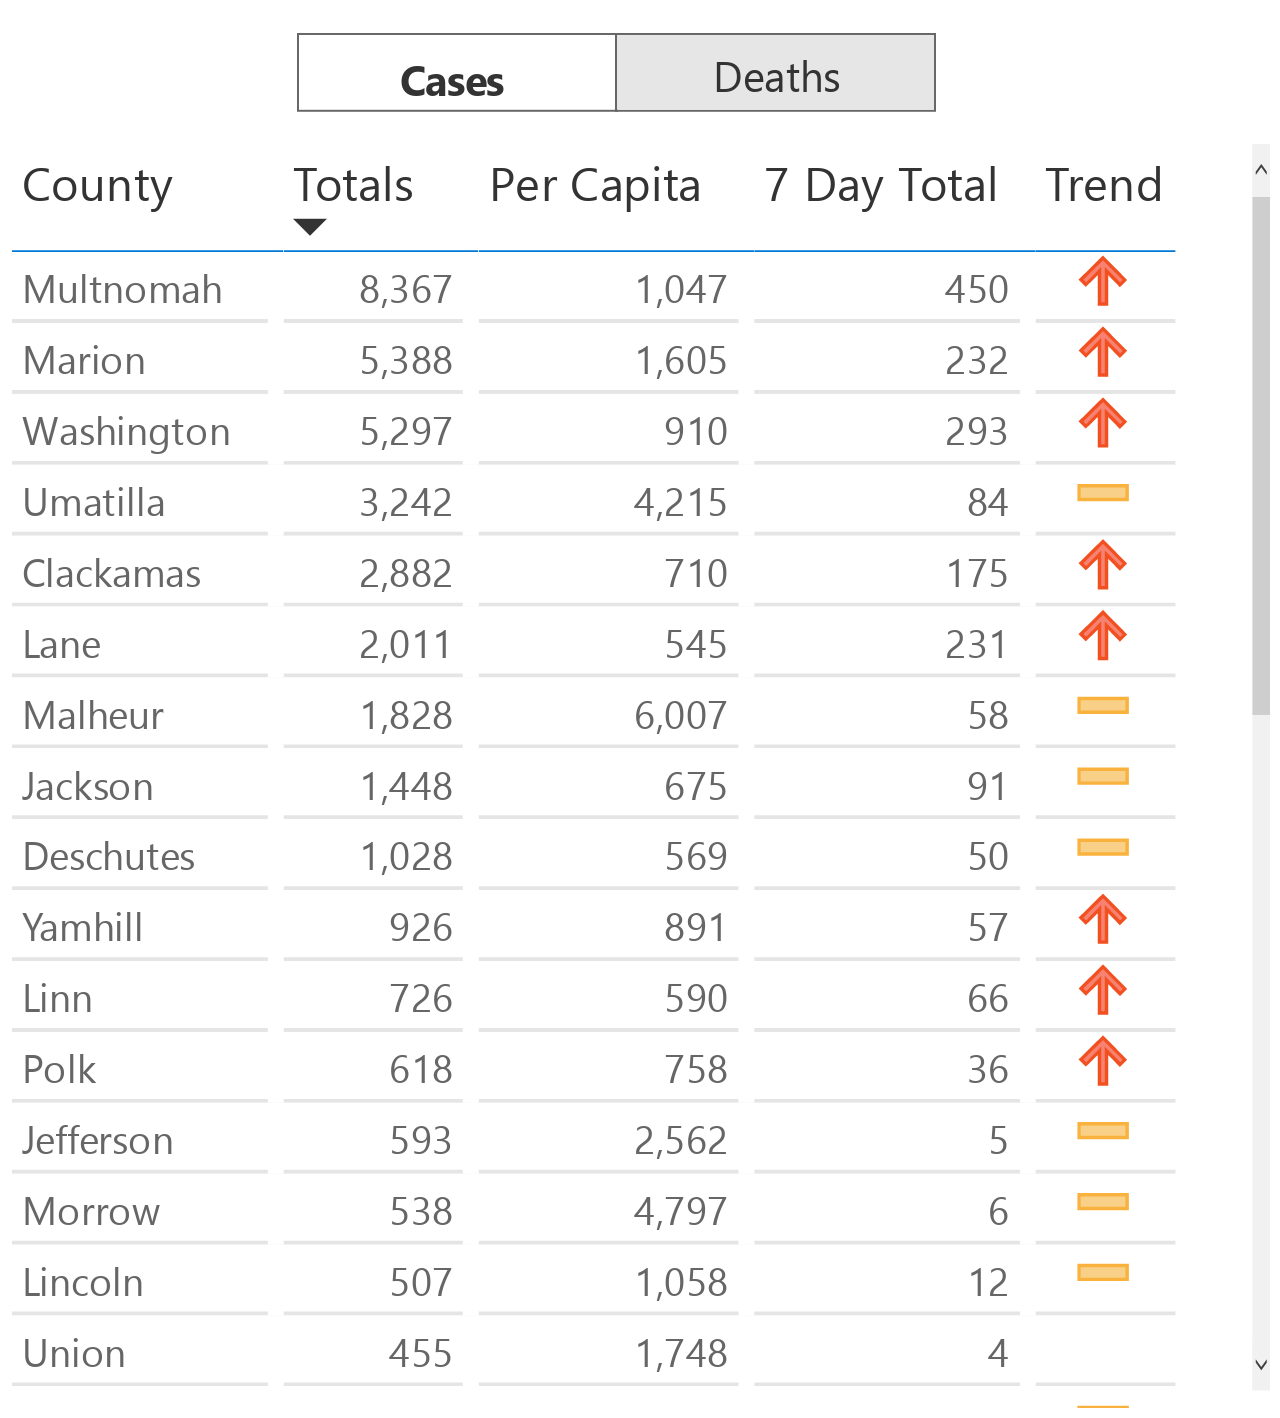 Cases Deaths
County Totals Per Capita 7 Day Total Trend
Multnomah 8,367 1,047 450
Marion 5,388 1,605 232
Washington 5,297 910 293
Umatilla 3,242 4,215 84
Clackamas 2,882 710 175
Lane 2,011 545 231
Malheur 1,828 6,007 58
Jackson 1,448 675 91
Deschutes 1,028 569 50
Yamhill 926 891 57
Linn 726 590 66
Polk 618 758 36
Jefferson 593 2,562 5
Morrow 538 4,797 6
Lincoln 507 1,058 12
Union 455 1,748 4